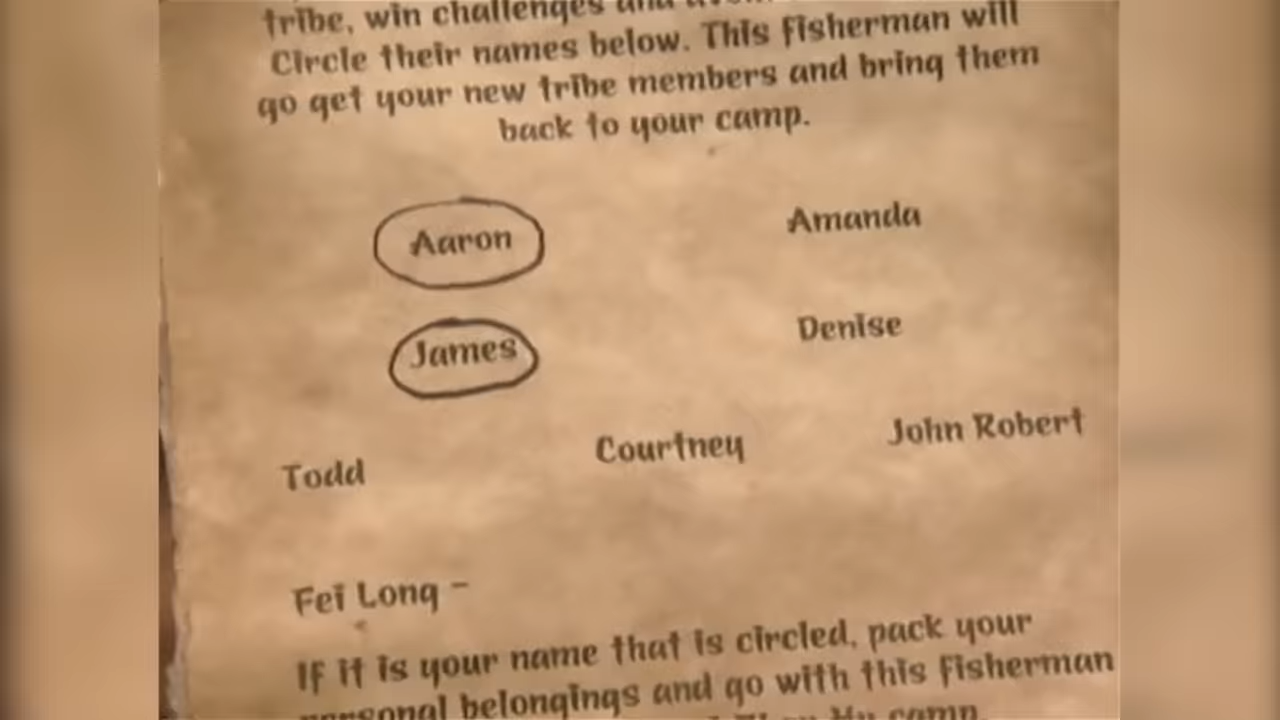 tribe, win challenges and
Circle their names below. This fisherman will
go get your new tribe members and bring them
back to your camp.
Aaron Amanda
James Denise
Todd Courtney John Robert
Fei Long -
If it is your name that is circled, pack your
personal belongings and go with this fisherman
camp.